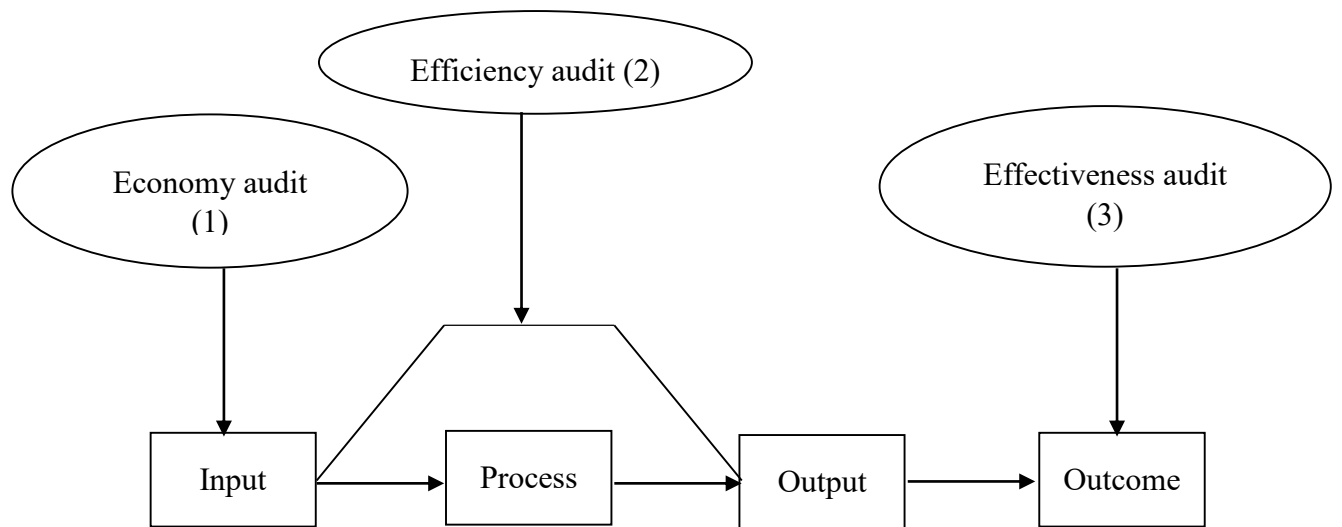 Efficiency audit (2)
Economy audit
(1)
Effectiveness audit
(3)
Input
Process
Output
Outcome